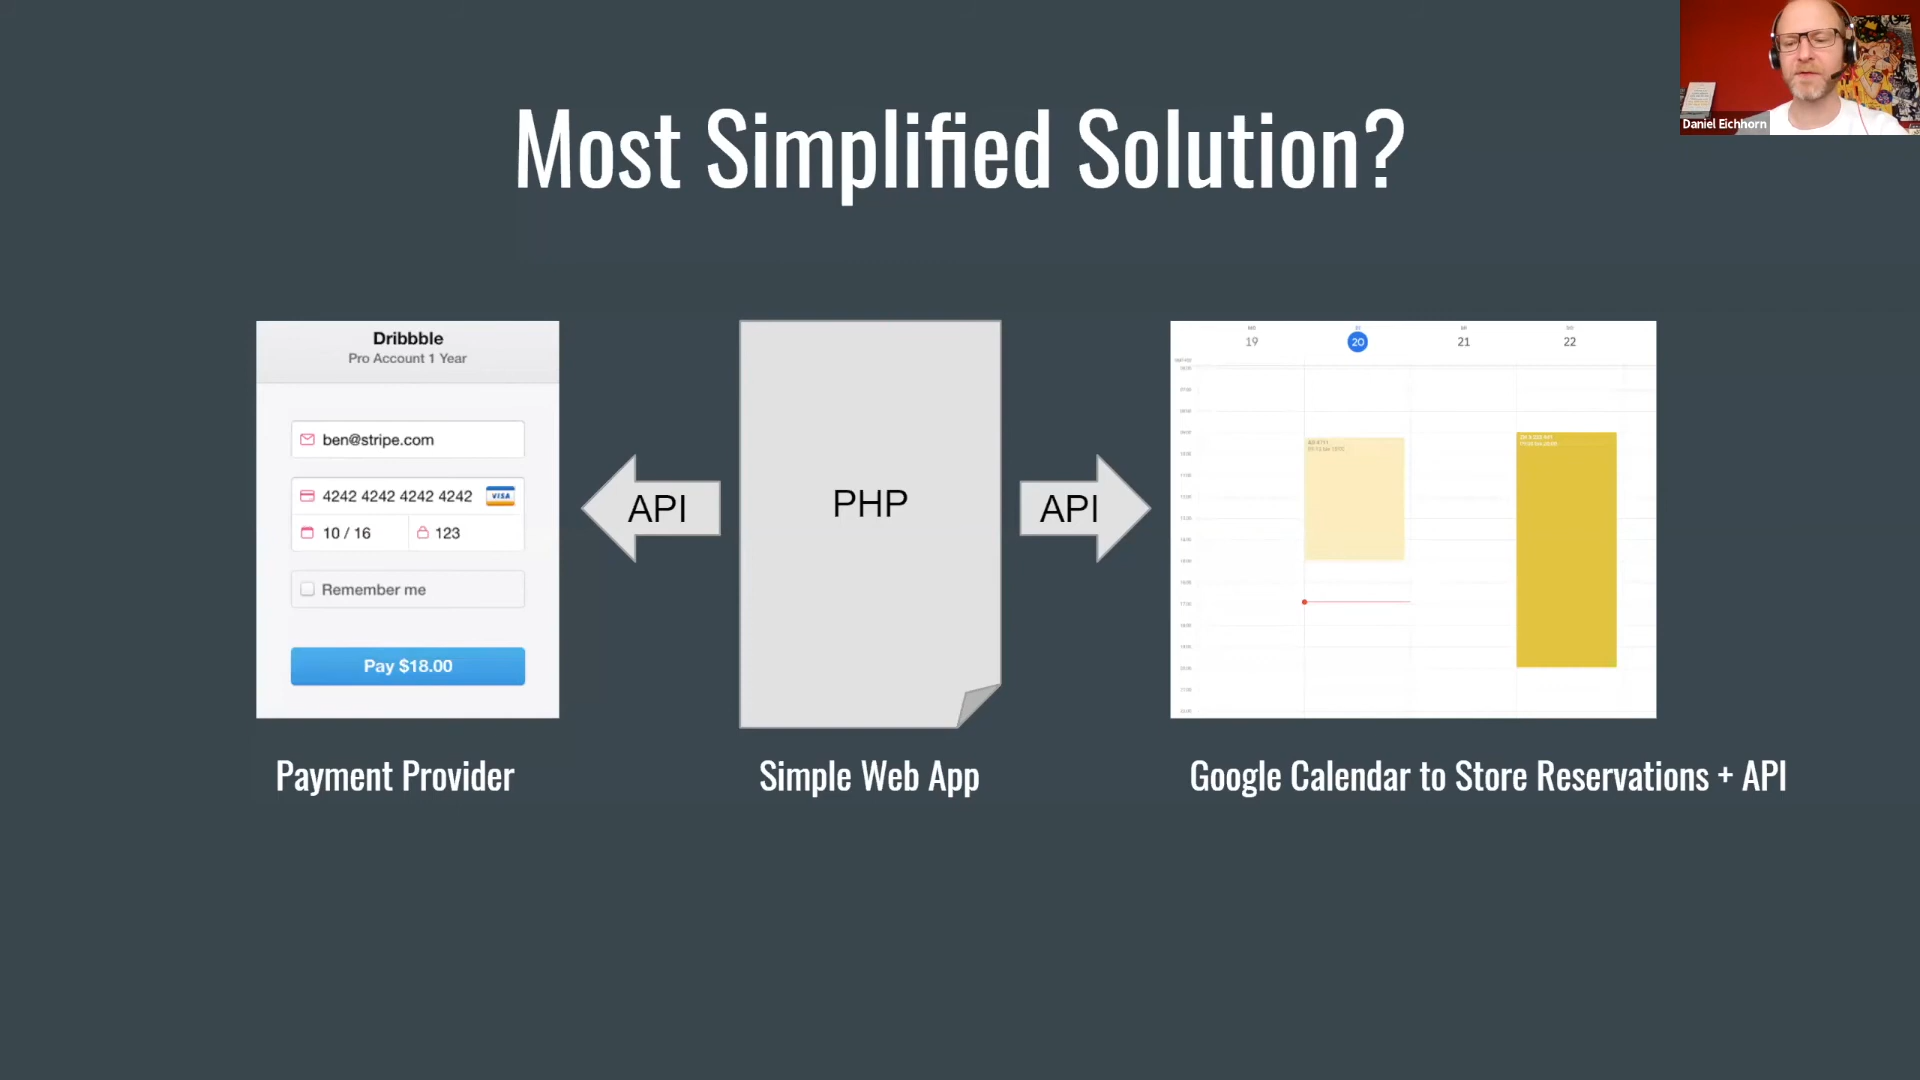 Daniel Eichhorn
Most Simplified Solution?
Dribbble
Pro Account 1 Year
ben@stripe.com
4242 4242 4242 4242 VISA
10 / 16 123
Remember me
Pay $18.00
API
PHP
API
19 20 21 22
Payment Provider
Simple Web App
Google Calendar to Store Reservations + API